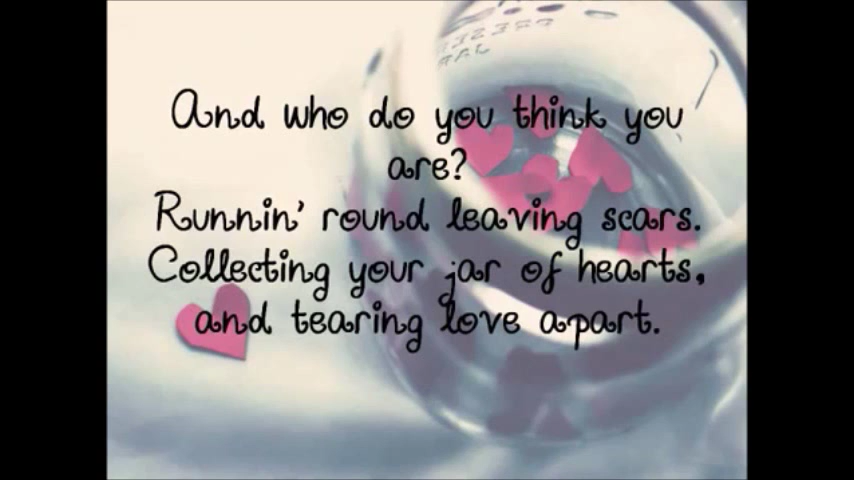 And who do you think you
are?
Runnin' round leaving scars.
Collecting your jar of hearts,
and tearing love apart.